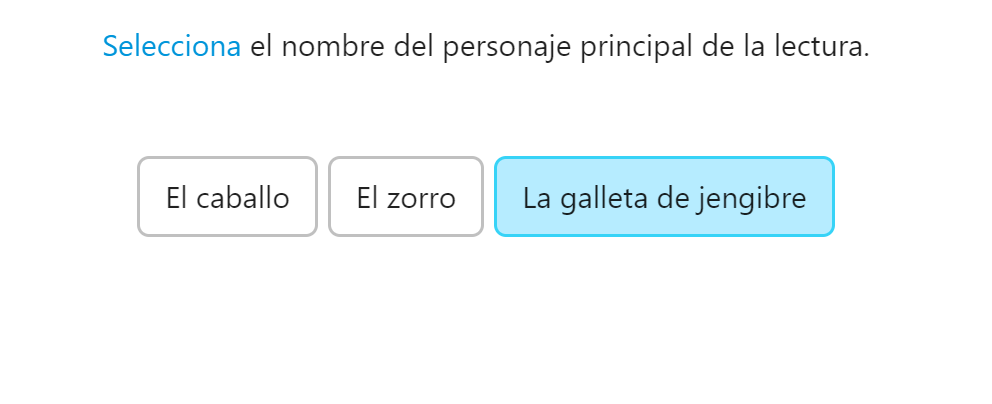 Selecciona el nombre del personaje principal de la lectura.
El caballo El zorro La galleta de jengibre